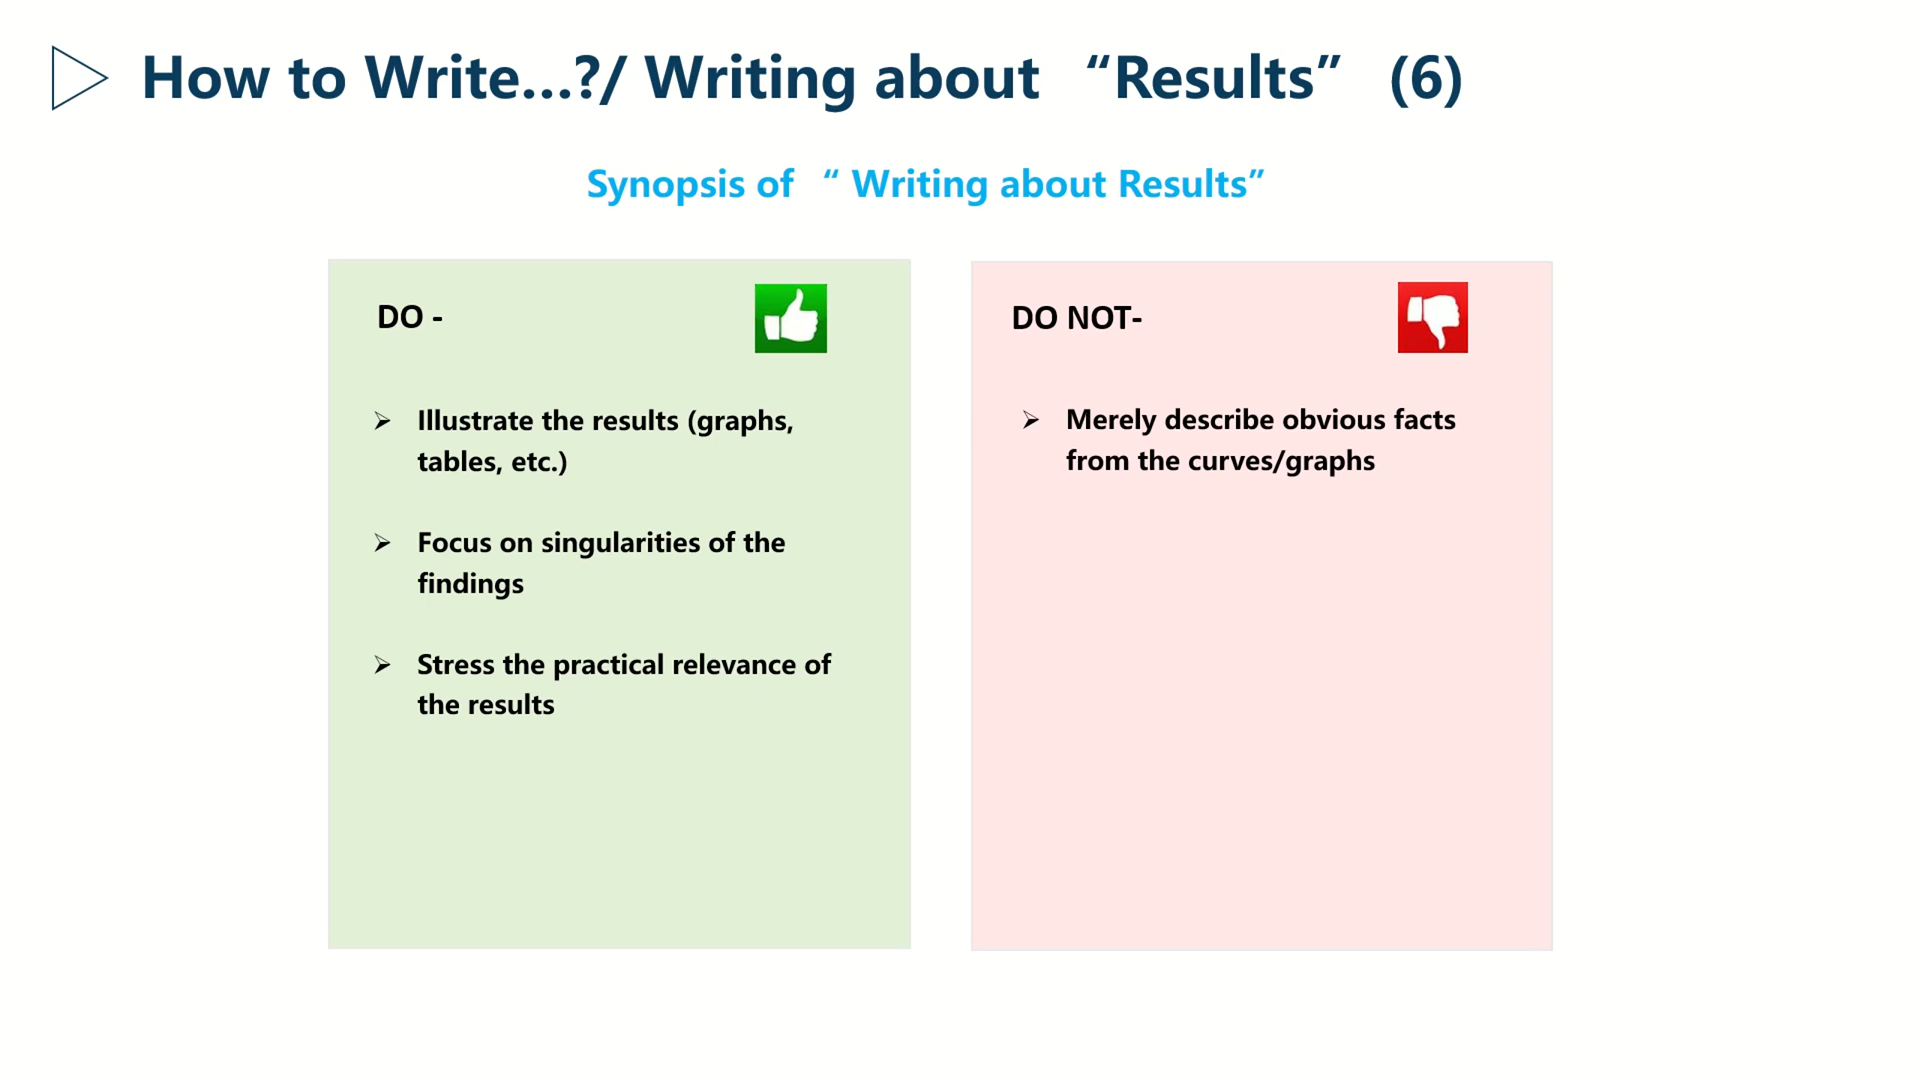 How to Write...?/ Writing about “Results” (6)
Synopsis of “ Writing about Results”
DO -
➢ Illustrate the results (graphs,
tables, etc.)
➢ Focus on singularities of the
findings
➢ Stress the practical relevance of
the results
DO NOT-
➢ Merely describe obvious facts
from the curves/graphs